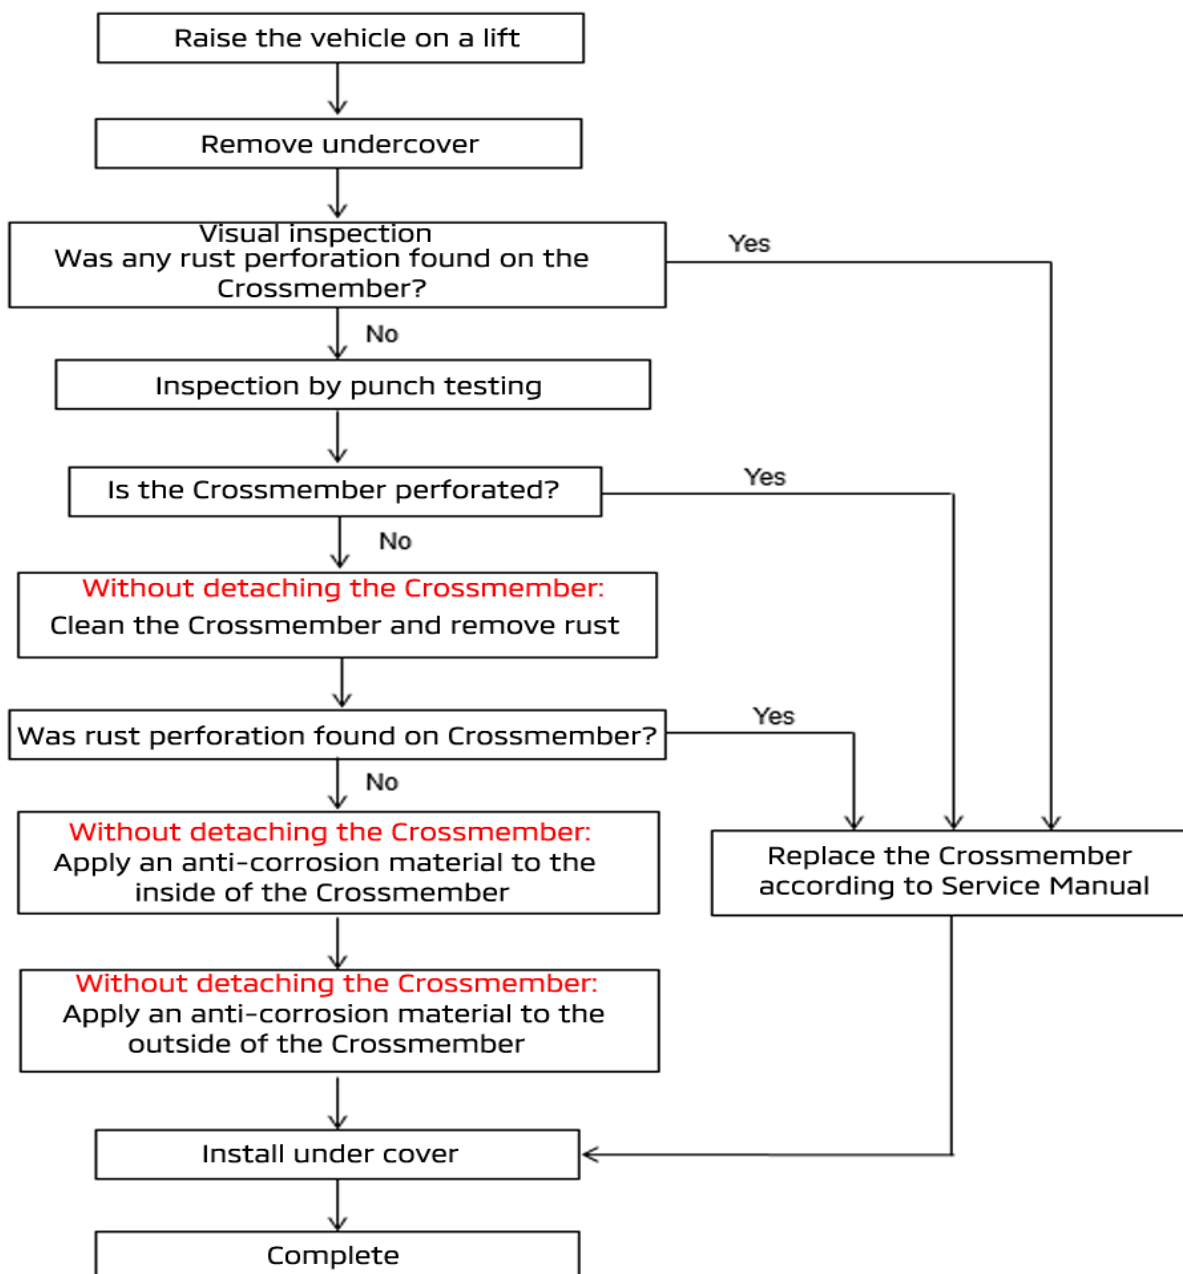 Raise the vehicle on a lift
Remove undercover
Visual inspection
Was any rust perforation found on the
Crossmember?
Yes
No
Inspection by punch testing
Is the Crossmember perforated?
Yes
No
Without detaching the Crossmember:
Clean the Crossmember and remove rust
Was rust perforation found on Crossmember?
Yes
No
Without detaching the Crossmember:
Apply an anti-corrosion material to the
inside of the Crossmember
Replace the Crossmember
according to Service Manual
Without detaching the Crossmember:
Apply an anti-corrosion material to the
outside of the Crossmember
Install under cover
Complete